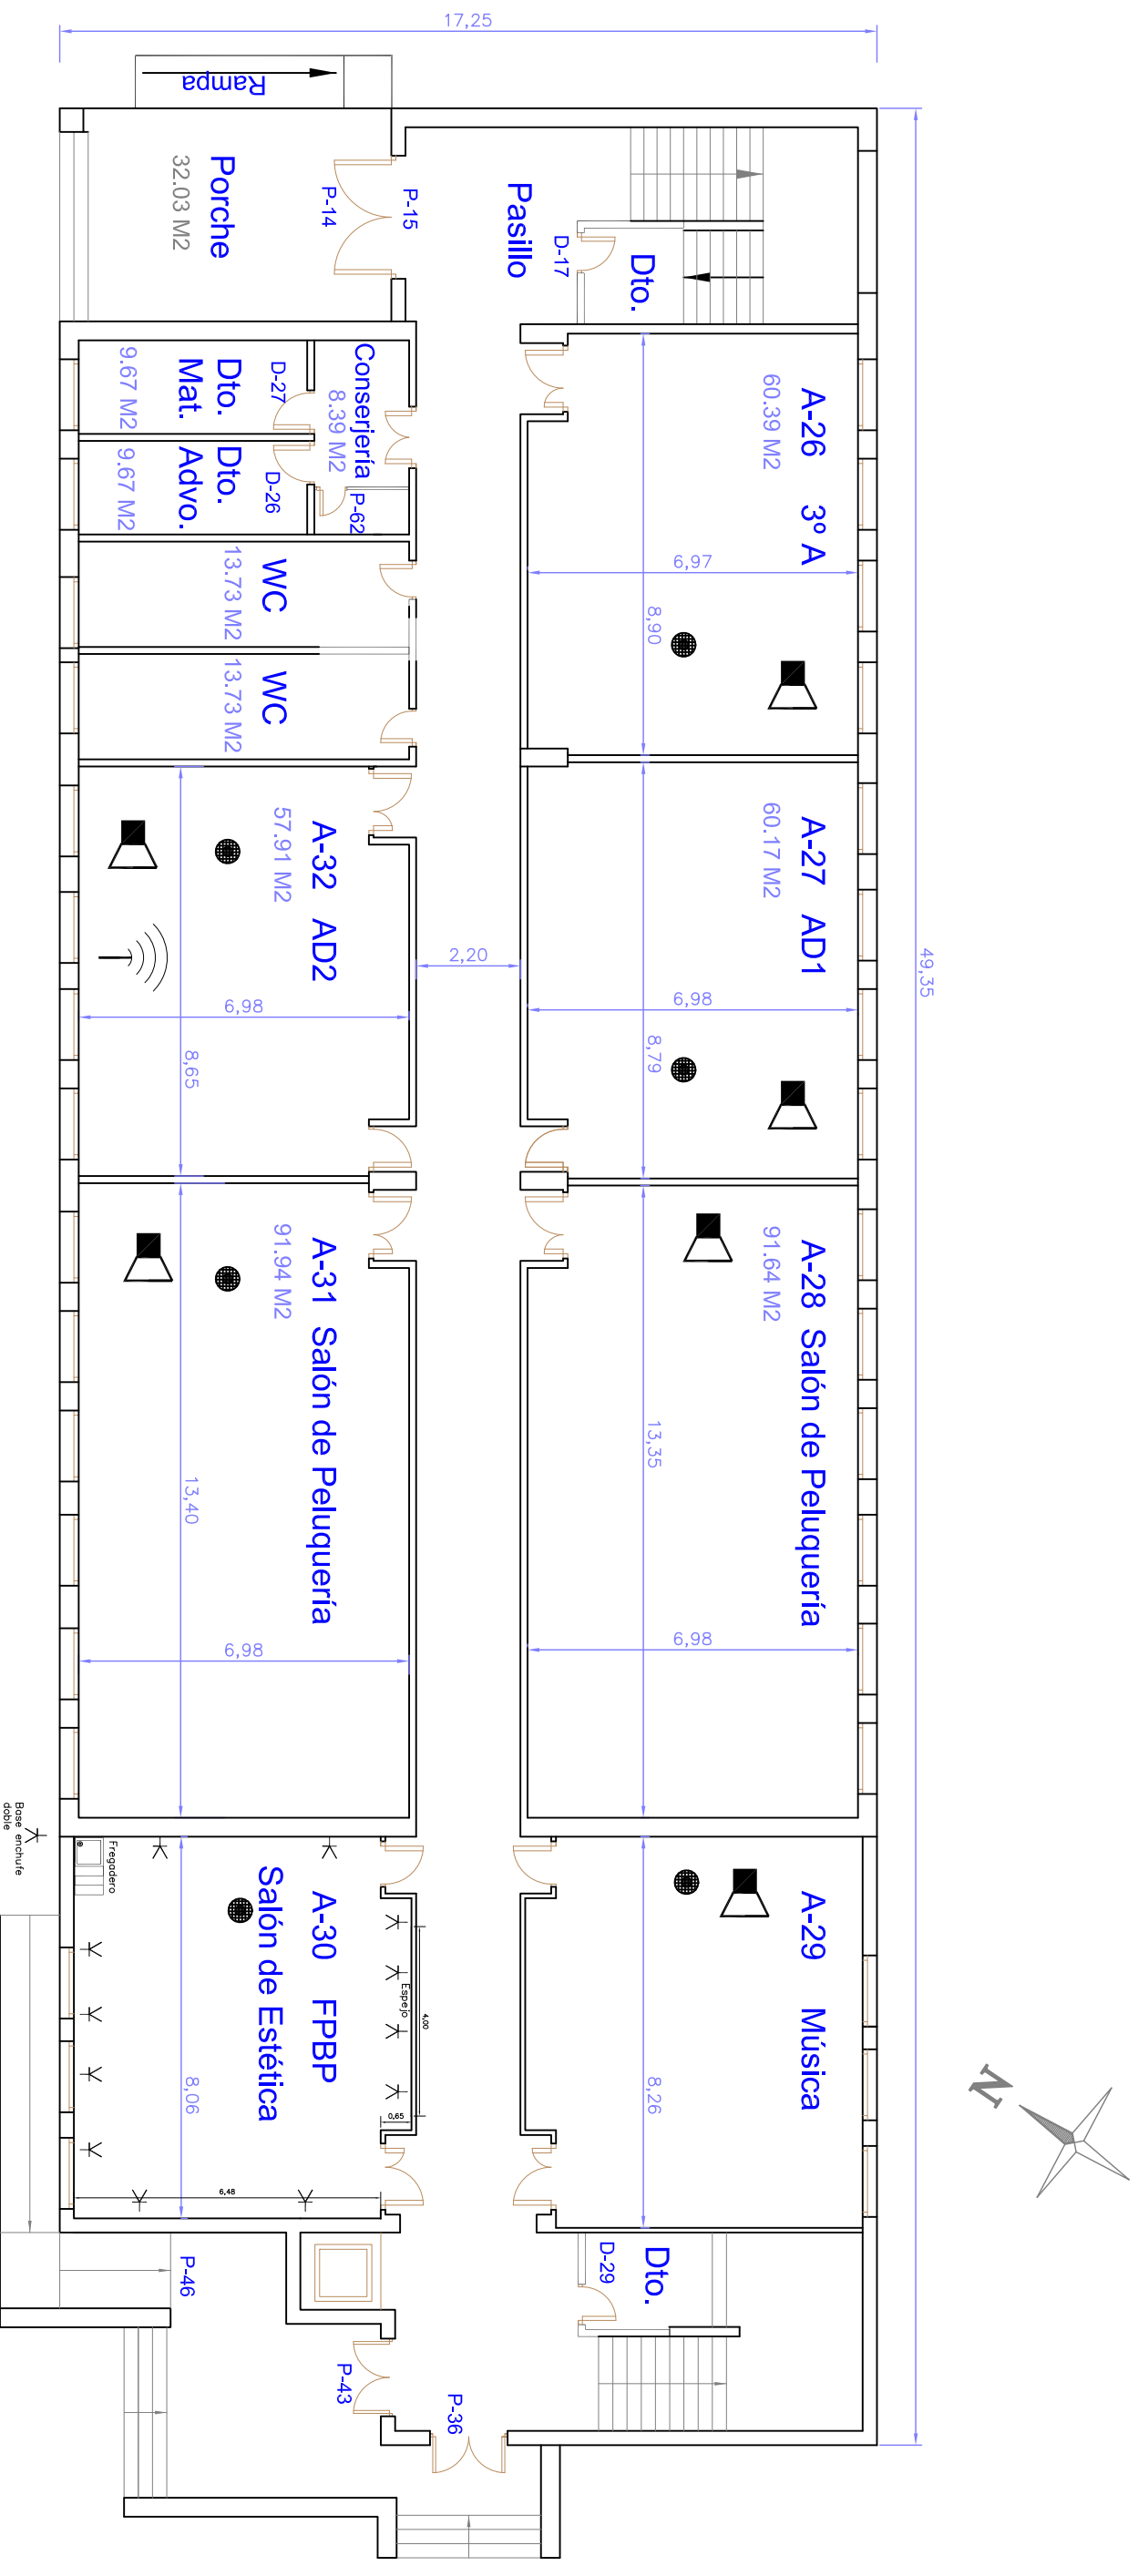 17,25
Rampa
Porche
32.03 M2
P-14
P-15
Pasillo
D-17
Dto.
49,35
A-26 3º A
60.39 M2
6,97
8,90
Conserjería
8.39 M2
P-62
D-27
Dto.
Mat.
9.67 M2
D-26
Dto.
Advo.
9.67 M2
WC
13.73 M2
WC
13.73 M2
A-27 AD1
60.17 M2
6,98
8,79
2,20
A-32 AD2
57.91 M2
6,98
8,65
A-28 Salón de Peluquería
91.64 M2
13,35
6,98
A-31 Salón de Peluquería
91.94 M2
13,40
6,98
Base enchufe
doble
Fregadero
A-30 FPBP
Salón de Estética
Espejo
4,00
0,65
8,06
6,48
A-29 Música
8,26
N
D-29
Dto.
P-46
P-43
P-36